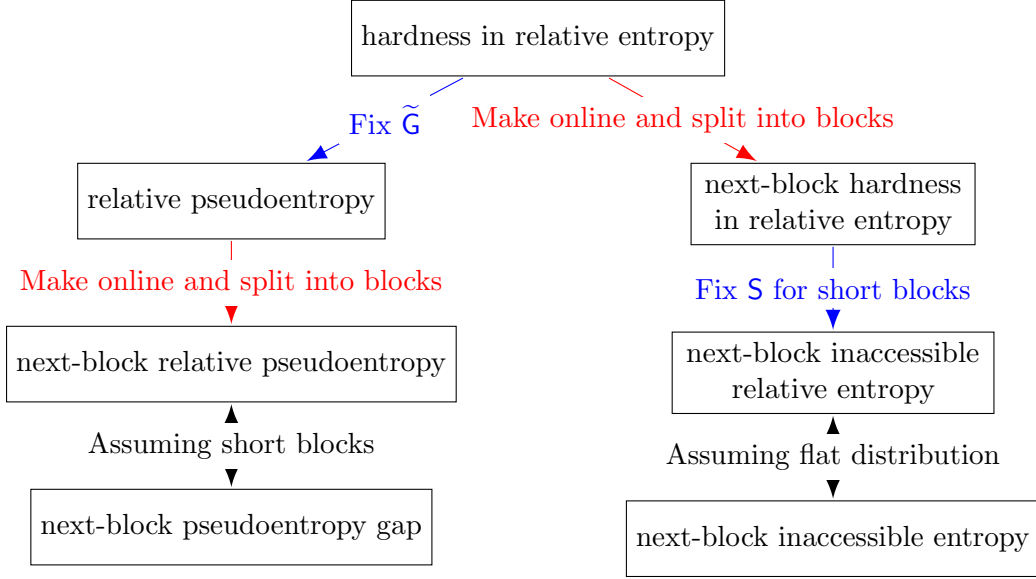 hardness in relative entropy
Fix G̃
Make online and split into blocks
relative pseudoentropy
next-block hardness
in relative entropy
Make online and split into blocks
Fix S for short blocks
next-block relative pseudoentropy
next-block inaccessible
relative entropy
Assuming short blocks
Assuming flat distribution
next-block pseudoentropy gap
next-block inaccessible entropy